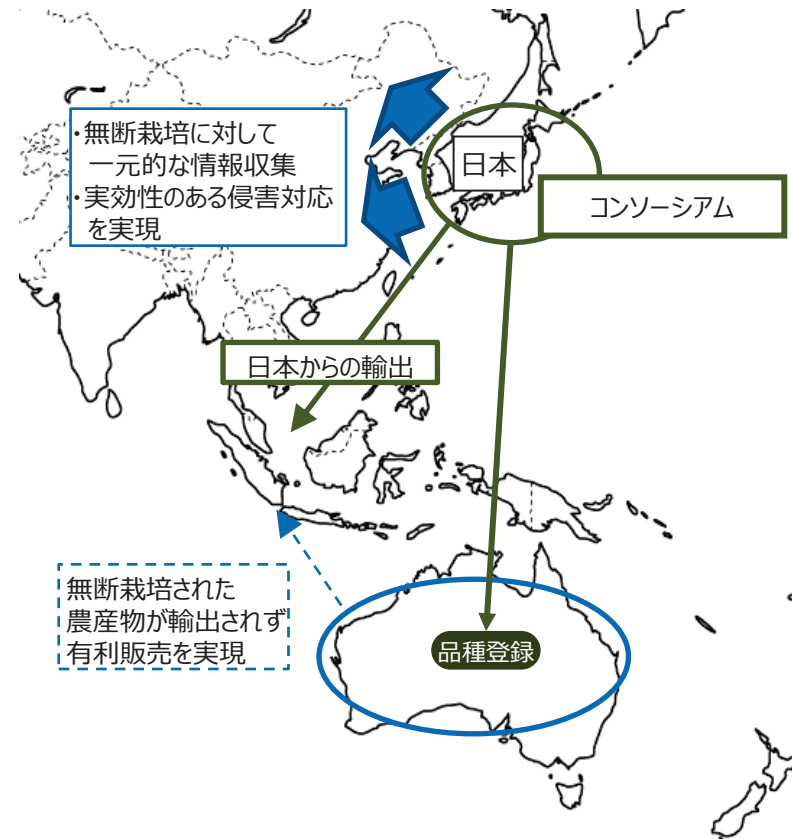 ・無断栽培に対して
一元的な情報収集
・実効性のある侵害対応
を実現
日本
コンソーシアム
日本からの輸出
無断栽培された
農産物が輸出されず
有利販売を実現
品種登録